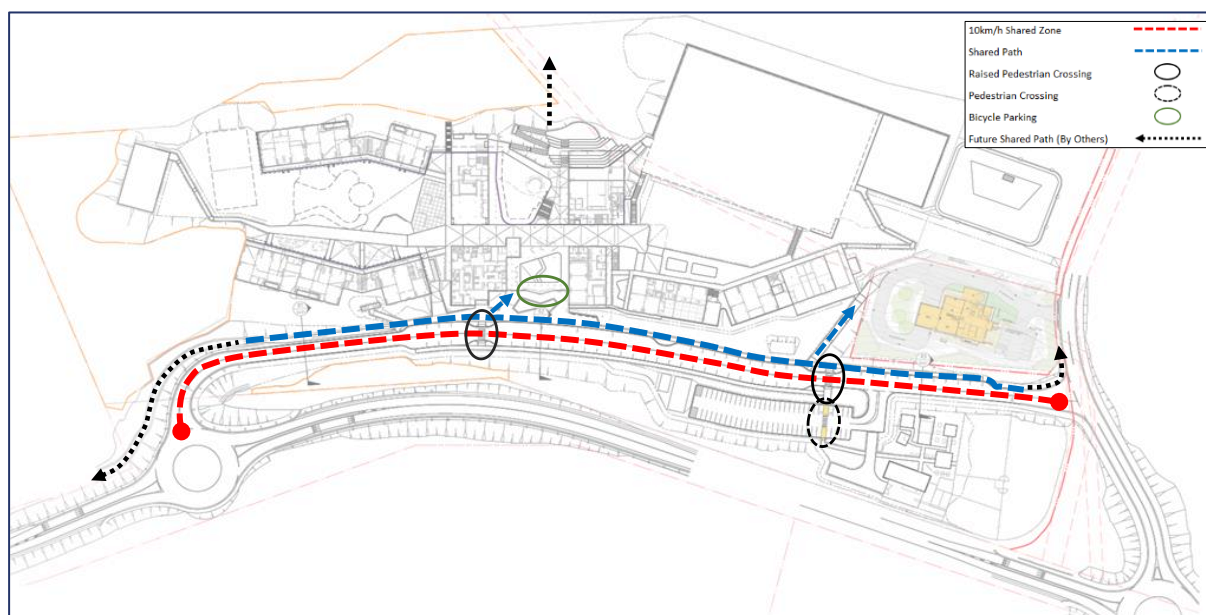 10km/h Shared Zone
Shared Path
Raised Pedestrian Crossing
Pedestrian Crossing
Bicycle Parking
Future Shared Path (By Others)